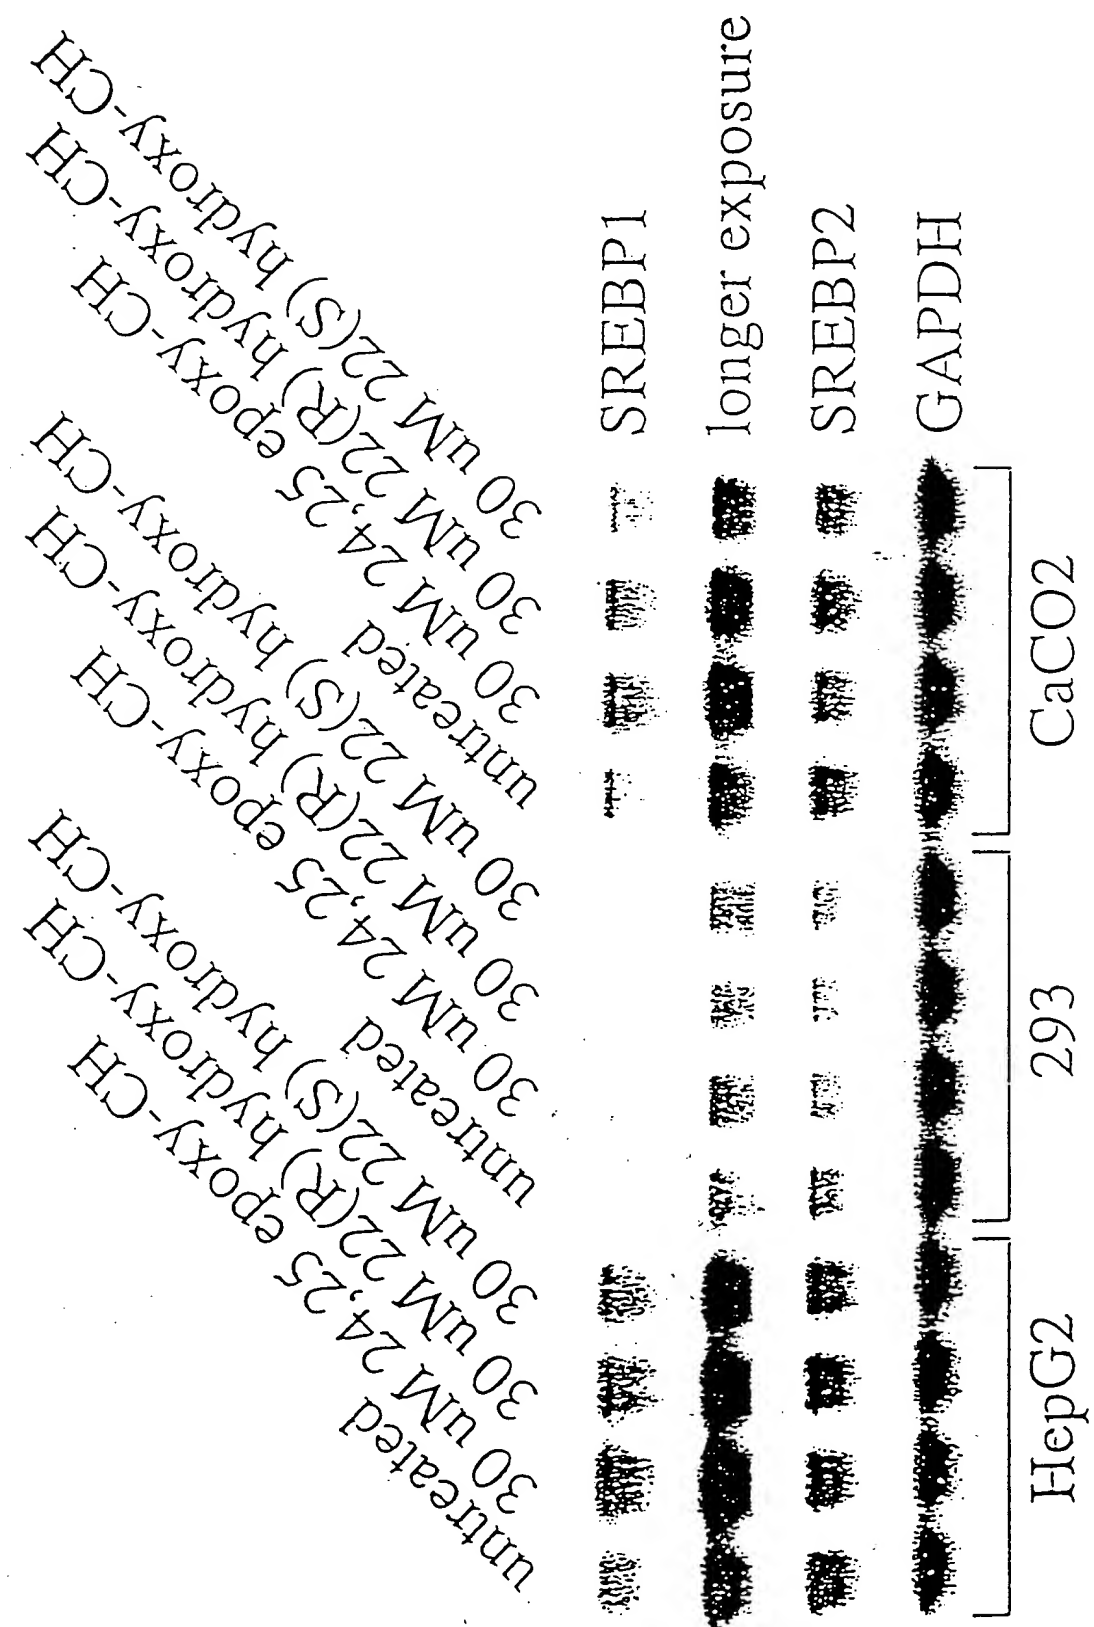 untreated
30 uM 24,25 epoxy-CH
30 uM 22(R) hydroxy-CH
30 uM 22(S) hydroxy-CH
untreated
30 uM 24,25 epoxy-CH
30 uM 22(R) hydroxy-CH
30 uM 22(S) hydroxy-CH
untreated
30 uM 24,25 epoxy-CH
30 uM 22(R) hydroxy-CH
30 uM 22(S) hydroxy-CH
SREBP1
longer exposure
SREBP2
GAPDH
HepG2
293
CaCO2